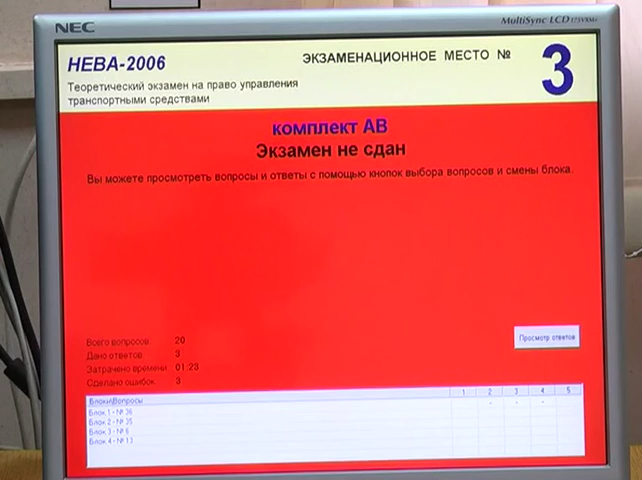 NEC
MultiSync LCD 175VXM+
НЕВА-2006
ЭКЗАМЕНАЦИОННОЕ МЕСТО №
3
Теоретический экзамен на право управления
транспортными средствами
комплект АВ
Экзамен не сдан
Вы можете просмотреть вопросы и ответы с помощью кнопок выбора вопросов и смены блока.
Всего вопросов: 20
Дано ответов: 3
Затрачено времени: 01:23
Сделано ошибок: 3
Просмотр ответов
Блоки\Вопросы 1 2 3 4 5
Блок 1 - № 36 - - -
Блок 2 - № 35
Блок 3 - № 6
Блок 4 - № 13